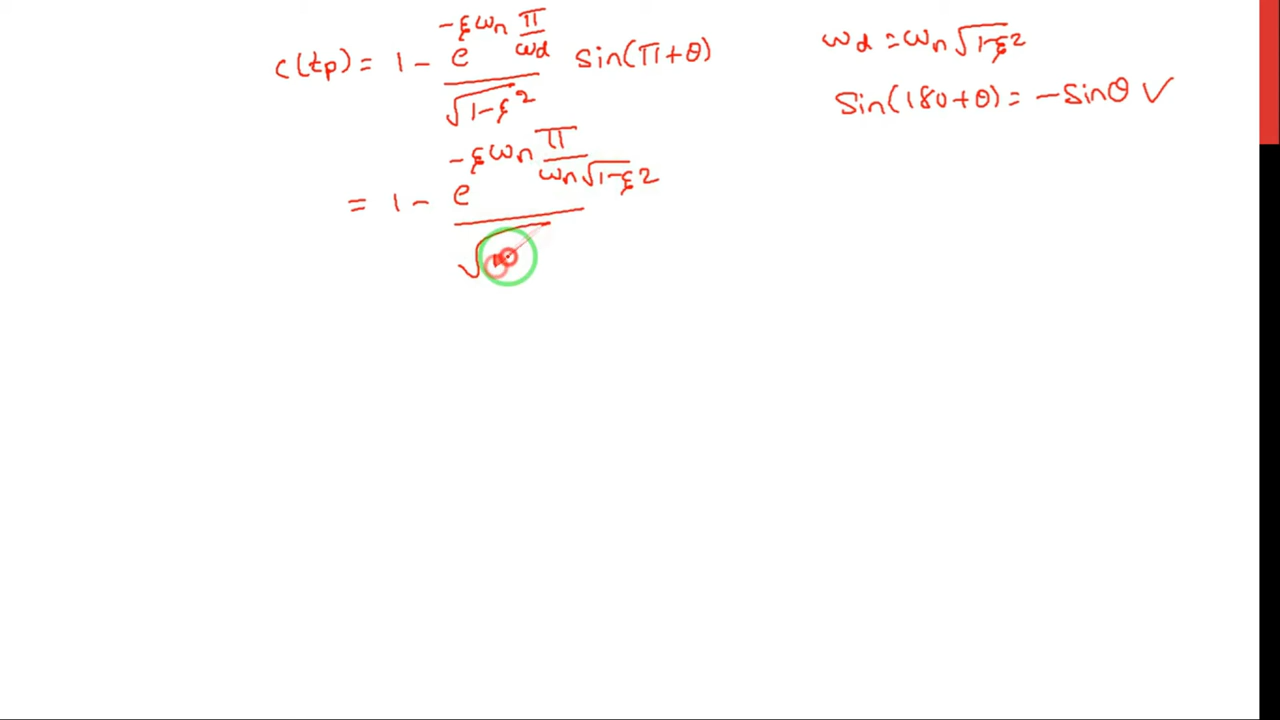 c(tp) = 1 - e^(-ξωn π/ωd) / √(1-ξ²) sin(π+θ)
ωd = ωn√(1-ξ²)
sin(180+θ) = -sinθ ✓
= 1 - e^(-ξωn π/(ωn√(1-ξ²))) / √